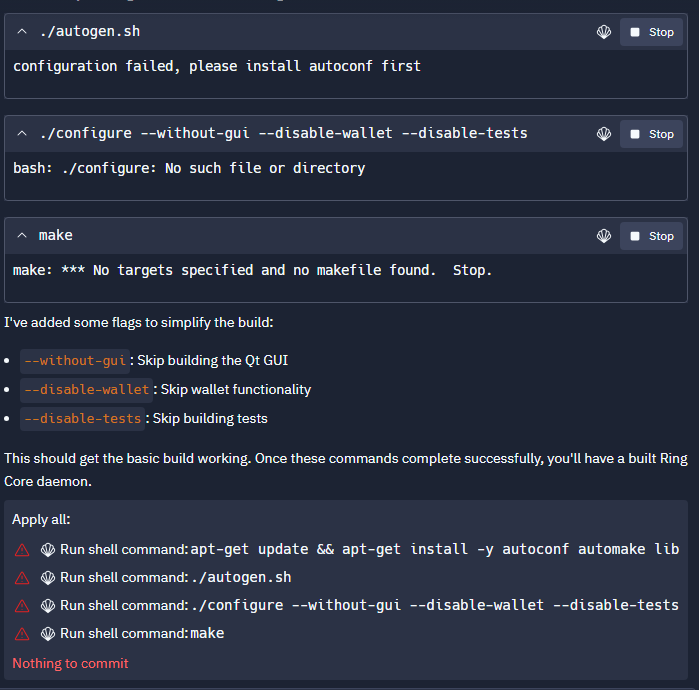 ./autogen.sh
Stop
configuration failed, please install autoconf first
./configure --without-gui --disable-wallet --disable-tests
Stop
bash: ./configure: No such file or directory
make
Stop
make: *** No targets specified and no makefile found.  Stop.
I've added some flags to simplify the build:
--without-gui: Skip building the Qt GUI
--disable-wallet: Skip wallet functionality
--disable-tests: Skip building tests
This should get the basic build working. Once these commands complete successfully, you'll have a built Ring
Core daemon.
Apply all:
Run shell command:apt-get update && apt-get install -y autoconf automake lib
Run shell command:./autogen.sh
Run shell command:./configure --without-gui --disable-wallet --disable-tests
Run shell command:make
Nothing to commit